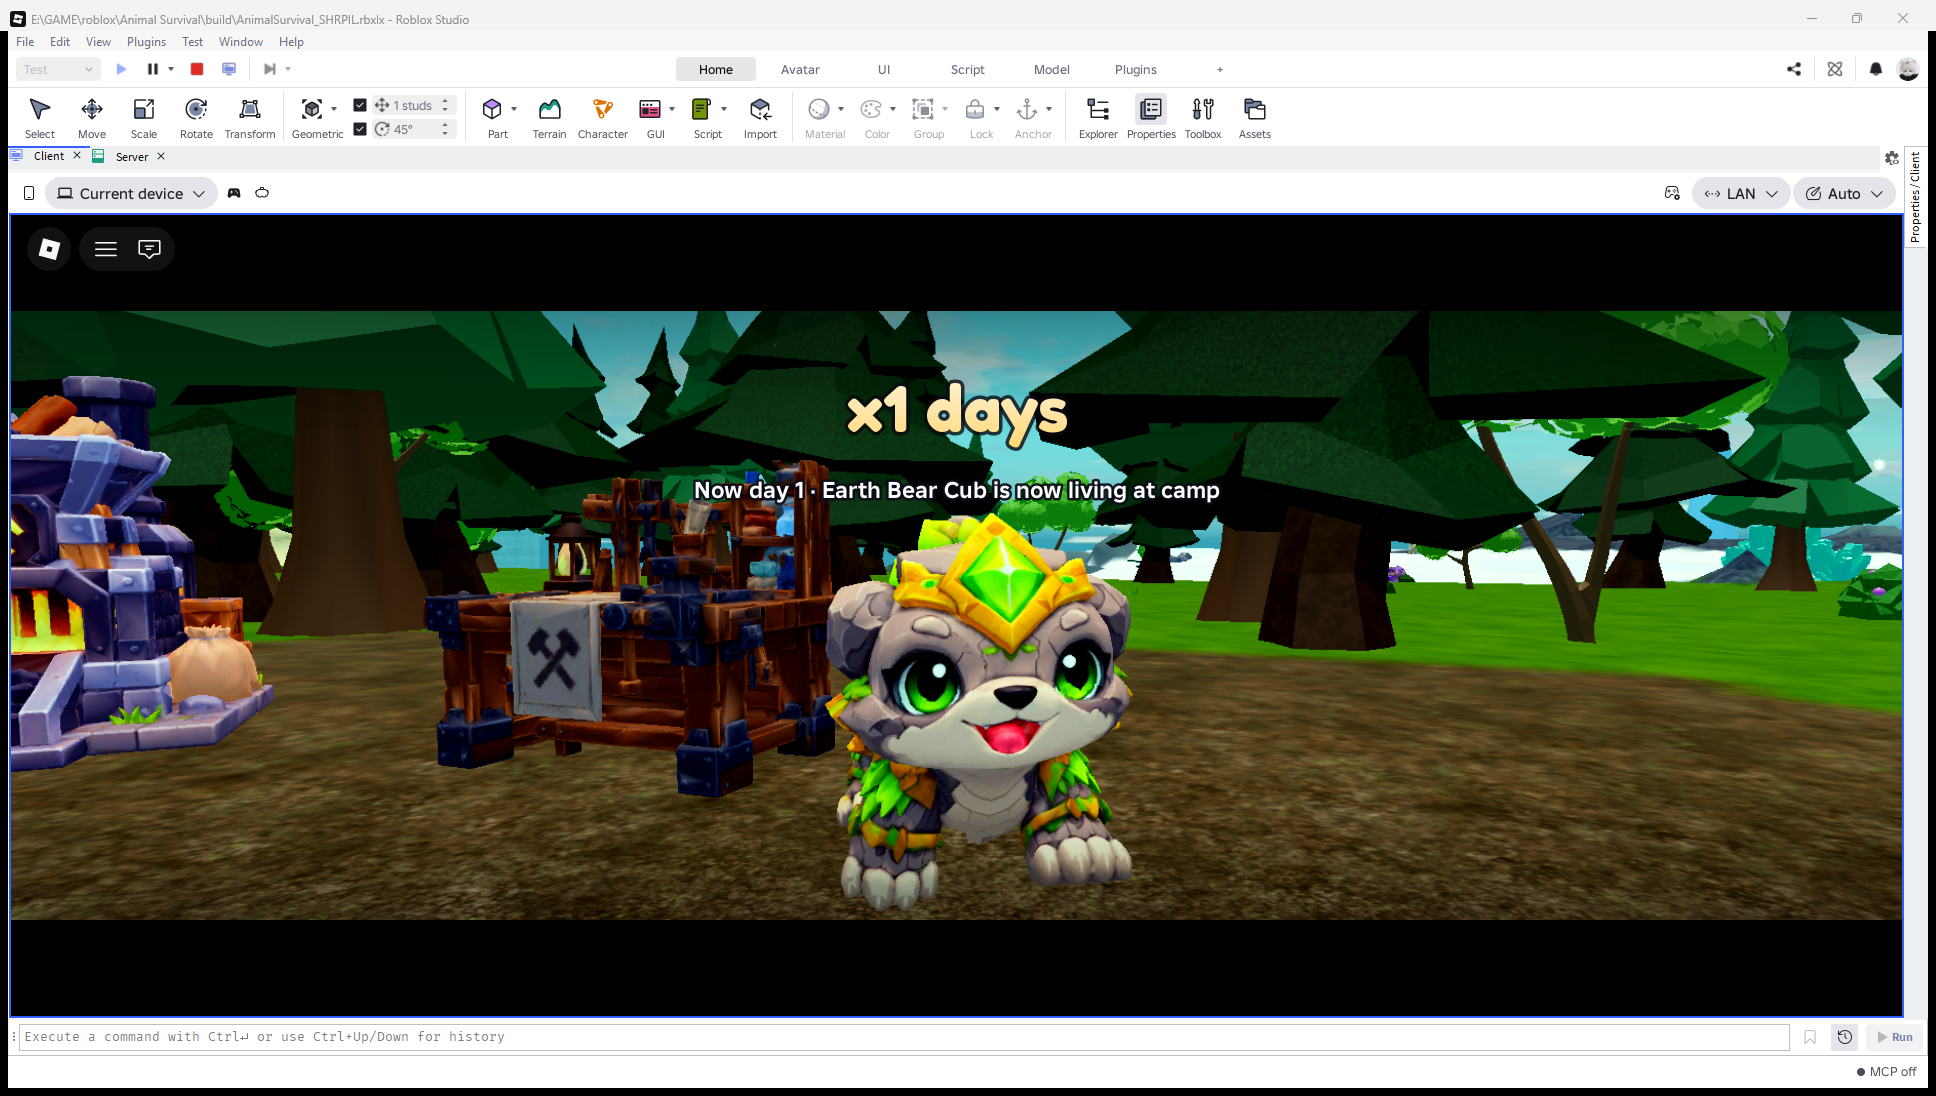 E:\GAME\roblox\Animal Survival\build\AnimalSurvival_SHRPIL.rbxlx - Roblox Studio
File Edit View Plugins Test Window Help
Test
Home Avatar UI Script Model Plugins +
1 studs
45°
Select Move Scale Rotate Transform Geometric Part Terrain Character GUI Script Import Material Color Group Lock Anchor Explorer Properties Toolbox Assets
Client Server
Properties / Client
Current device
LAN
Auto
x1 days
Now day 1 · Earth Bear Cub is now living at camp
Execute a command with Ctrl↵ or use Ctrl+Up/Down for history
Run
MCP off